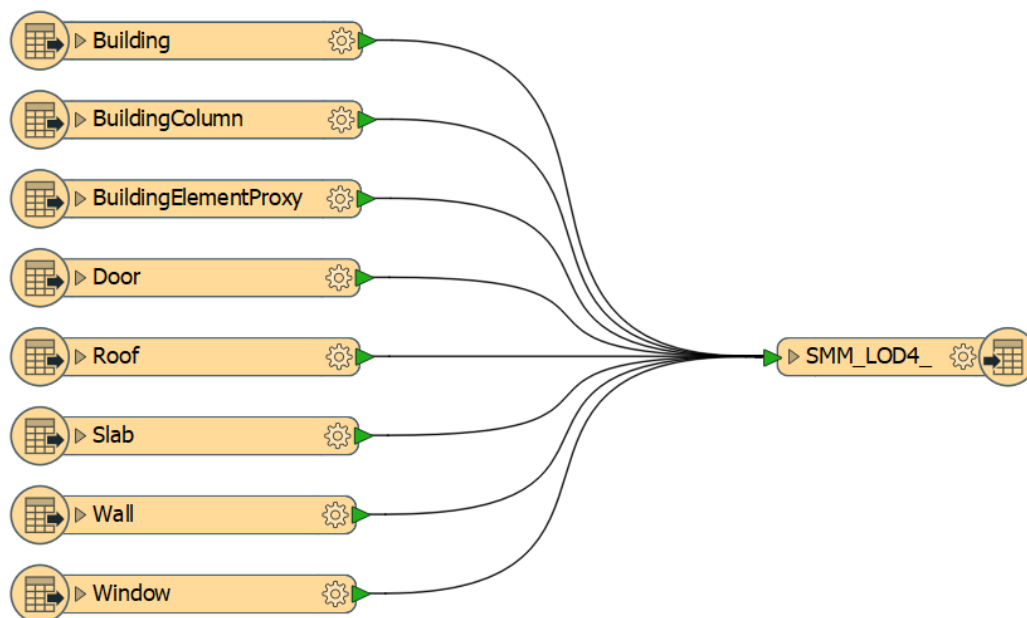 Building
BuildingColumn
BuildingElementProxy
Door
Roof
SMM_LOD4_
Slab
Wall
Window